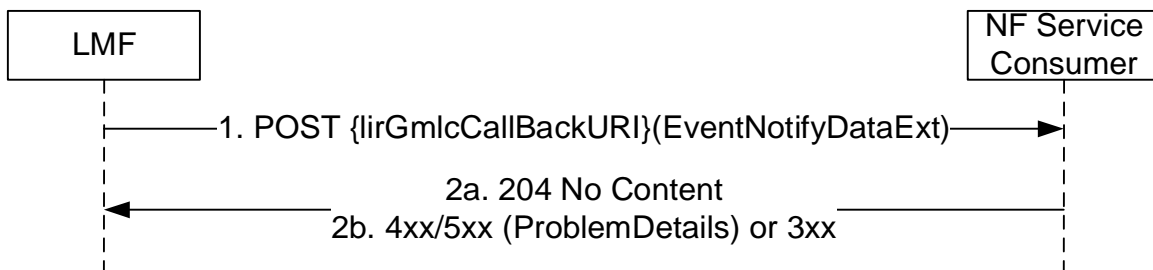 LMF
NF Service
Consumer
1. POST {lirGmlcCallBackURI}(EventNotifyDataExt)
2a. 204 No Content
2b. 4xx/5xx (ProblemDetails) or 3xx